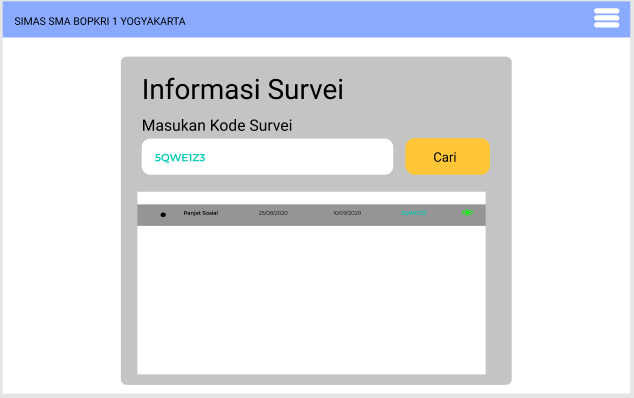 SIMAS SMA BOPKRI 1 YOGYAKARTA
Informasi Survei
Masukan Kode Survei
5QWE1Z3
Cari
Panjat Sosial 25/08/2020 10/09/2020